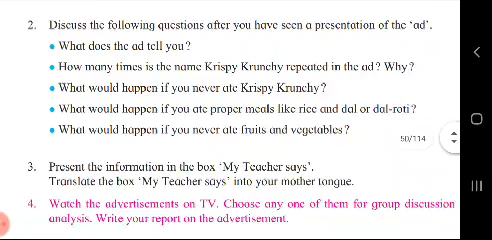 2. Discuss the following questions after you have seen a presentation of the ‘ad’.
• What does the ad tell you?
• How many times is the name Krispy Krunchy repeated in the ad? Why?
• What would happen if you never ate Krispy Krunchy?
• What would happen if you ate proper meals like rice and dal or dal-roti?
• What would happen if you never ate fruits and vegetables?
50/114
3. Present the information in the box ‘My Teacher says’.
Translate the box ‘My Teacher says’ into your mother tongue.
4. Watch the advertisements on TV. Choose any one of them for group discussion
analysis. Write your report on the advertisement.